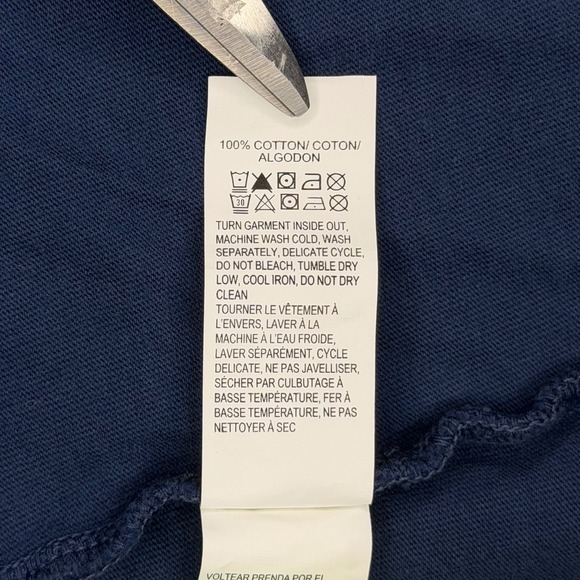 100% COTTON/ COTON/
ALGODON
30
TURN GARMENT INSIDE OUT,
MACHINE WASH COLD, WASH
SEPARATELY, DELICATE CYCLE,
DO NOT BLEACH, TUMBLE DRY
LOW, COOL IRON, DO NOT DRY
CLEAN
TOURNER LE VÊTEMENT À
L'ENVERS, LAVER À LA
MACHINE À L'EAU FROIDE,
LAVER SÉPARÉMENT, CYCLE
DELICATE, NE PAS JAVELLISER,
SÉCHER PAR CULBUTAGE À
BASSE TEMPÉRATURE, FER À
BASSE TEMPÉRATURE, NE PAS
NETTOYER À SEC
VOLTEAR PRENDA POR EL